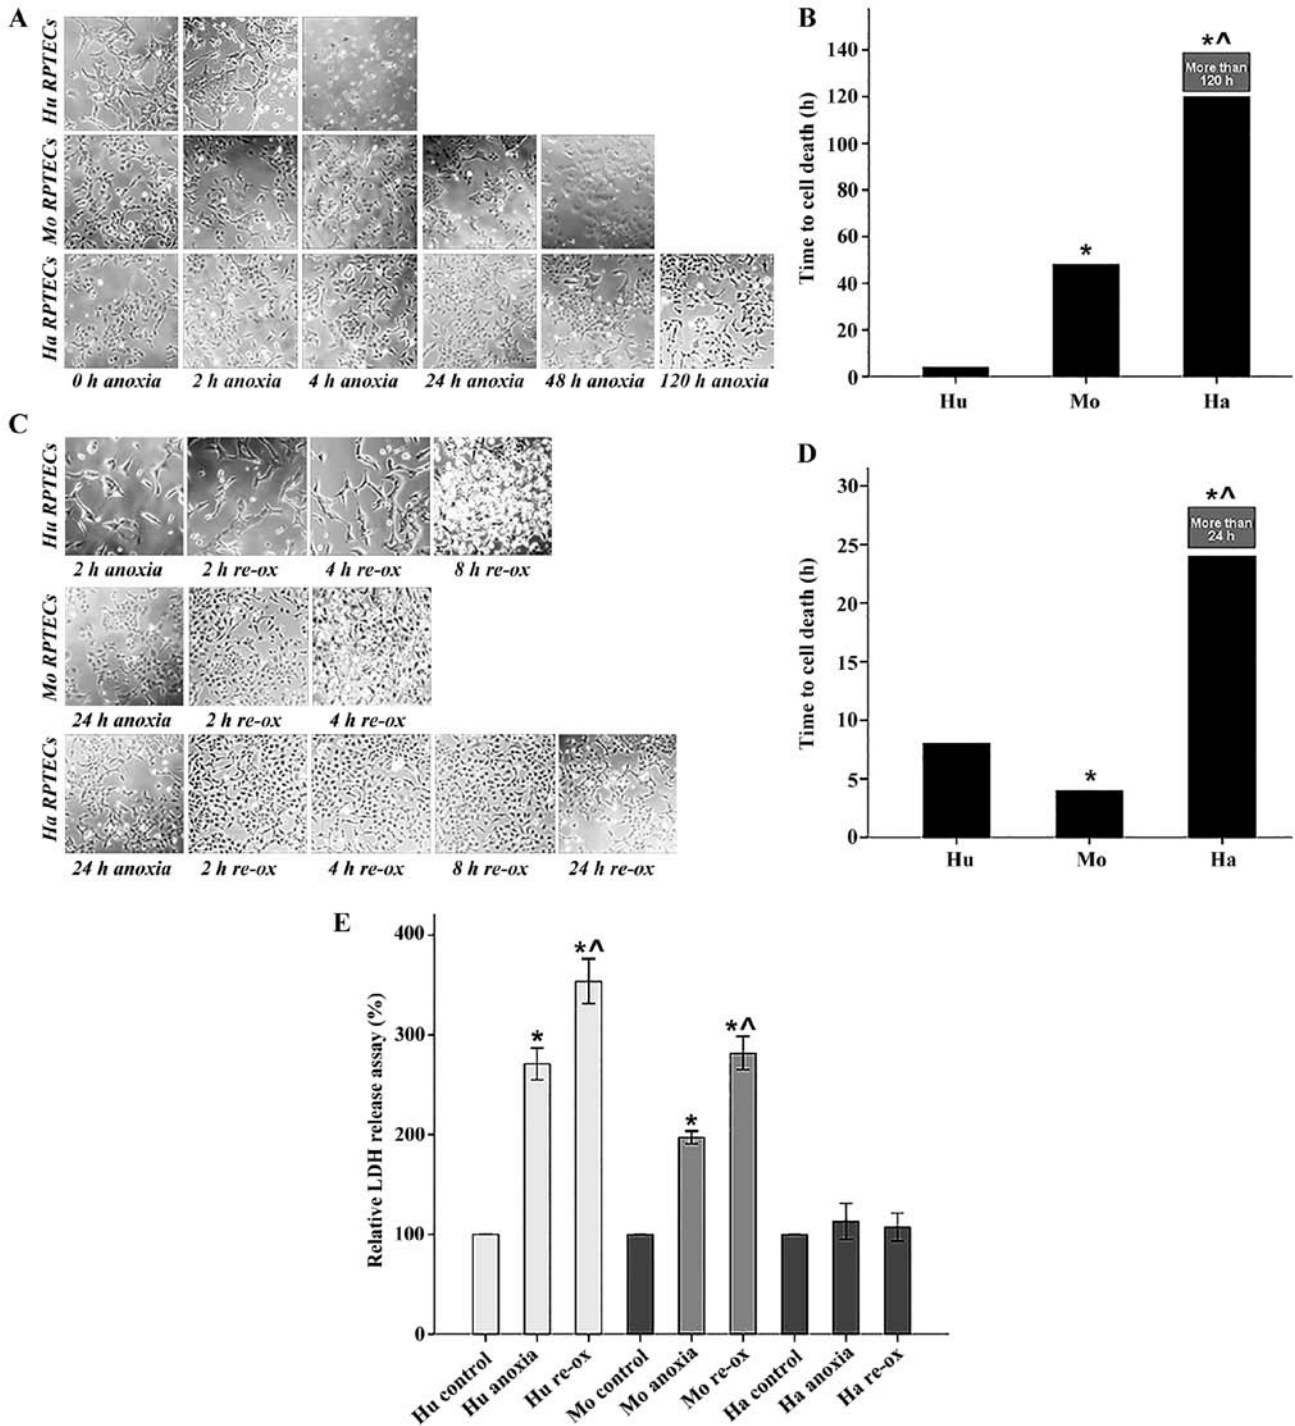 A
Hu RPTECs
Mo RPTECs
Ha RPTECs
0 h anoxia 2 h anoxia 4 h anoxia 24 h anoxia 48 h anoxia 120 h anoxia
B
Time to cell death (h)
140
120
100
80
60
40
20
0
*
*^
More than
120 h
Hu Mo Ha
C
Hu RPTECs
2 h anoxia 2 h re-ox 4 h re-ox 8 h re-ox
Mo RPTECs
24 h anoxia 2 h re-ox 4 h re-ox
Ha RPTECs
24 h anoxia 2 h re-ox 4 h re-ox 8 h re-ox 24 h re-ox
D
Time to cell death (h)
30
25
20
15
10
5
0
*
*^
More than
24 h
Hu Mo Ha
E
Relative LDH release assay (%)
400
300
200
100
0
*
*^
*
*^
Hu control
Hu anoxia
Hu re-ox
Mo control
Mo anoxia
Mo re-ox
Ha control
Ha anoxia
Ha re-ox